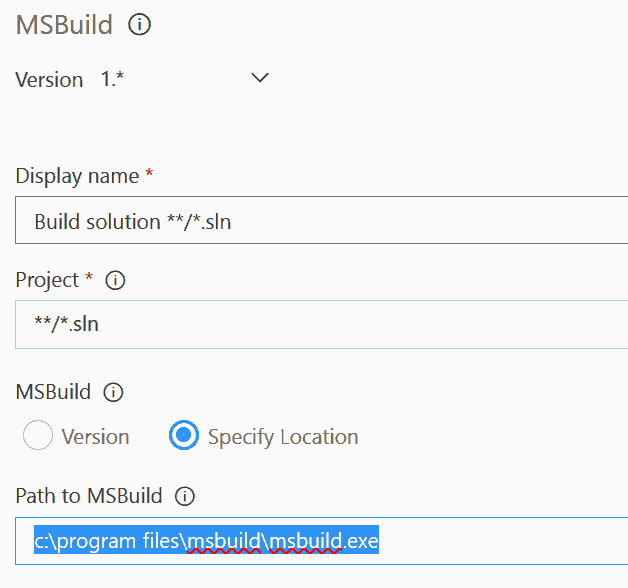 MSBuild
Version 1.*
Display name *
Build solution **/*.sln
Project *
**/*.sln
MSBuild
Version Specify Location
Path to MSBuild
c:\program files\msbuild\msbuild.exe